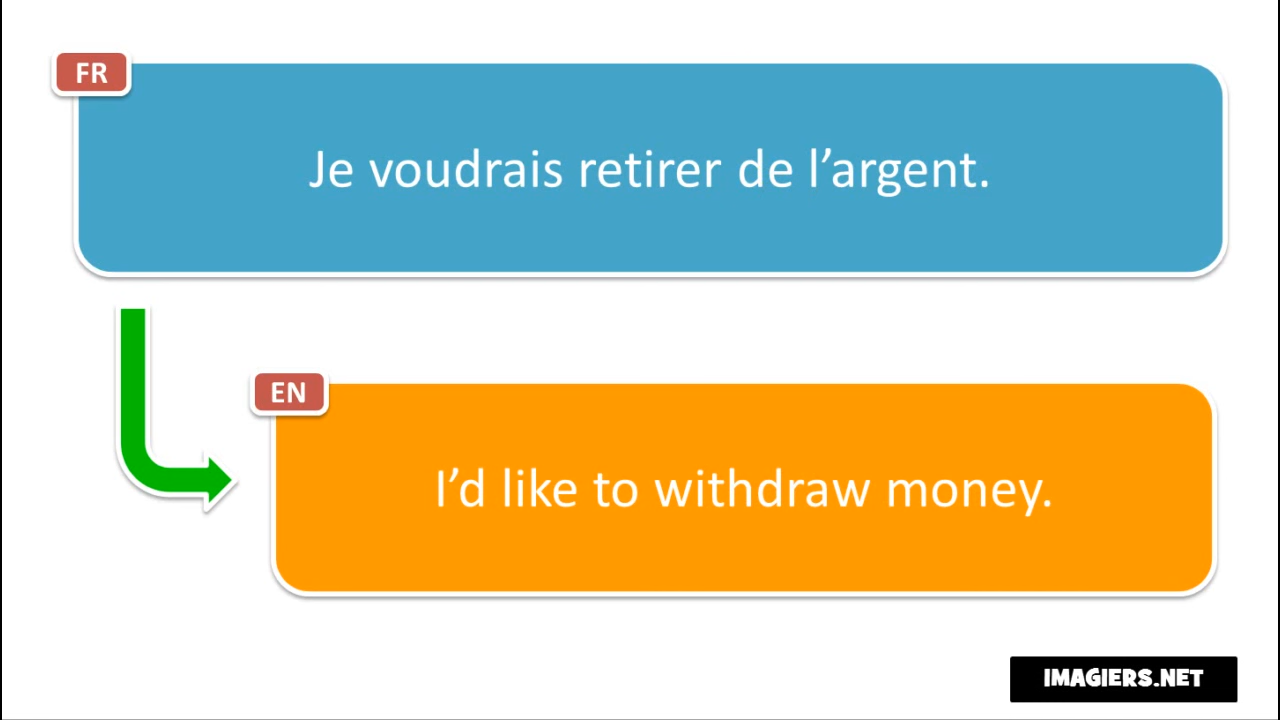 FR
Je voudrais retirer de l’argent.
EN
I’d like to withdraw money.
IMAGIERS.NET